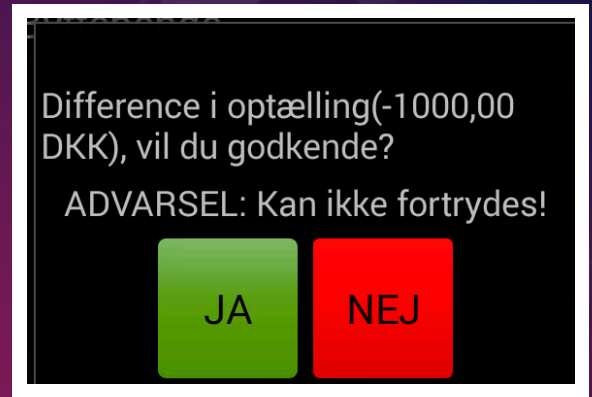 Difference i optælling(-1000,00
DKK), vil du godkende?
ADVARSEL: Kan ikke fortrydes!
JA
NEJ